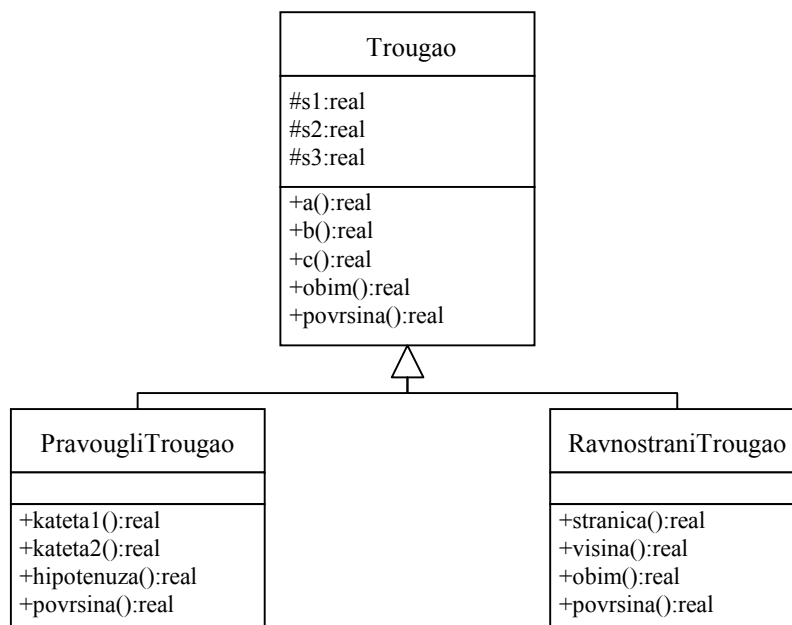 Trougao
#s1:real
#s2:real
#s3:real
+a():real
+b():real
+c():real
+obim():real
+povrsina():real
PravougliTrougao
+kateta1():real
+kateta2():real
+hipotenuza():real
+povrsina():real
RavnostraniTrougao
+stranica():real
+visina():real
+obim():real
+povrsina():real